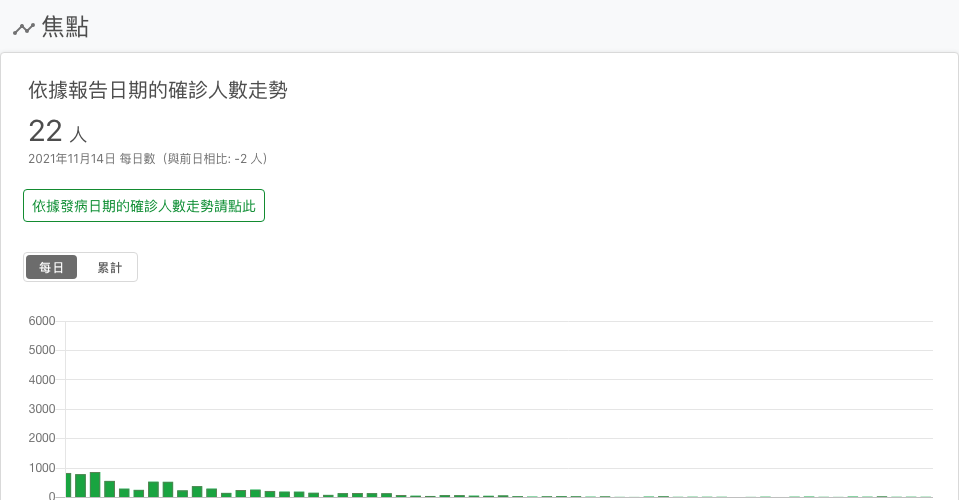 焦點
依據報告日期的確診人數走勢
22 人
2021年11月14日 每日數（與前日相比: -2 人）
依據發病日期的確診人數走勢請點此
每日 累計
6000
5000
4000
3000
2000
1000
0